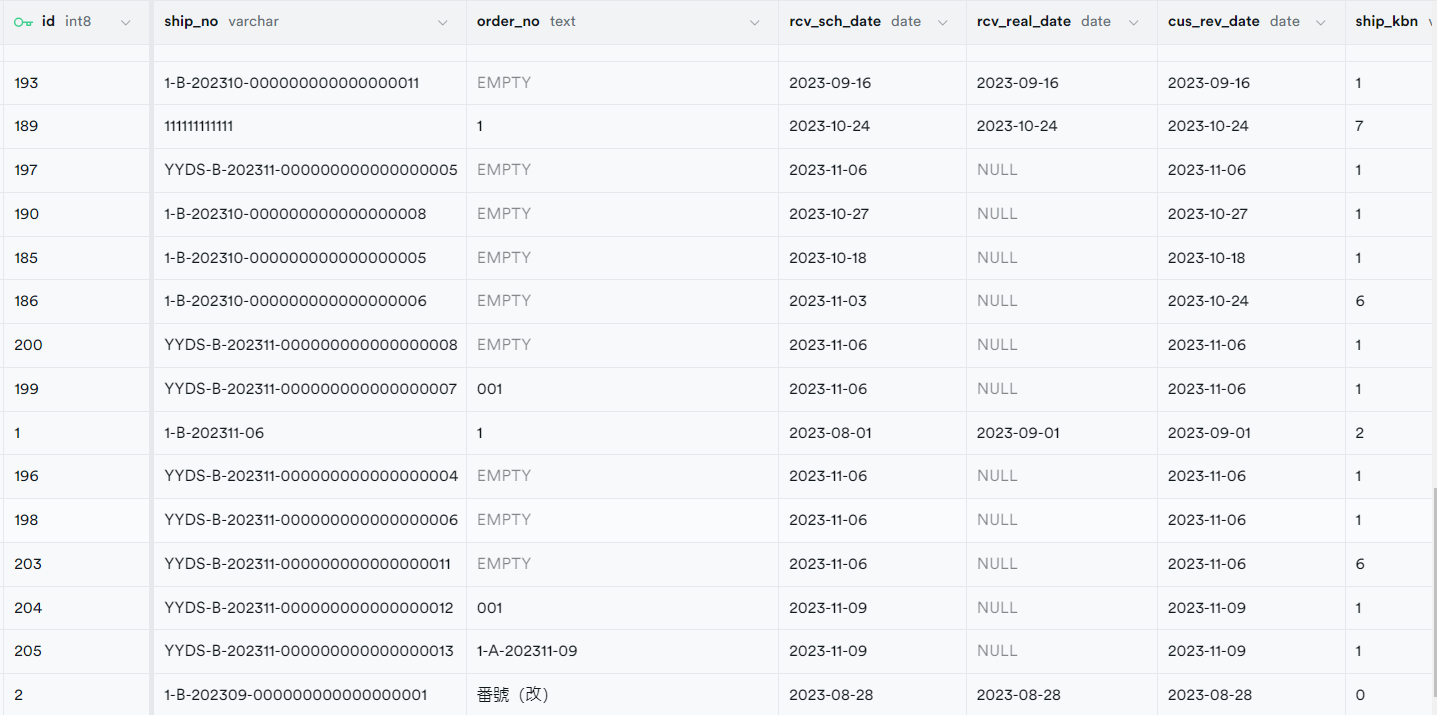 id int8 ship_no varchar order_no text rcv_sch_date date rcv_real_date date cus_rev_date date ship_kbn
193 1-B-202310-000000000000000011 EMPTY 2023-09-16 2023-09-16 2023-09-16 1
189 111111111111 1 2023-10-24 2023-10-24 2023-10-24 7
197 YYDS-B-202311-000000000000000005 EMPTY 2023-11-06 NULL 2023-11-06 1
190 1-B-202310-000000000000000008 EMPTY 2023-10-27 NULL 2023-10-27 1
185 1-B-202310-000000000000000005 EMPTY 2023-10-18 NULL 2023-10-18 1
186 1-B-202310-000000000000000006 EMPTY 2023-11-03 NULL 2023-10-24 6
200 YYDS-B-202311-000000000000000008 EMPTY 2023-11-06 NULL 2023-11-06 1
199 YYDS-B-202311-000000000000000007 001 2023-11-06 NULL 2023-11-06 1
1 1-B-202311-06 1 2023-08-01 2023-09-01 2023-09-01 2
196 YYDS-B-202311-000000000000000004 EMPTY 2023-11-06 NULL 2023-11-06 1
198 YYDS-B-202311-000000000000000006 EMPTY 2023-11-06 NULL 2023-11-06 1
203 YYDS-B-202311-000000000000000011 EMPTY 2023-11-06 NULL 2023-11-06 6
204 YYDS-B-202311-000000000000000012 001 2023-11-09 NULL 2023-11-09 1
205 YYDS-B-202311-000000000000000013 1-A-202311-09 2023-11-09 NULL 2023-11-09 1
2 1-B-202309-000000000000000001 番號（改） 2023-08-28 2023-08-28 2023-08-28 0